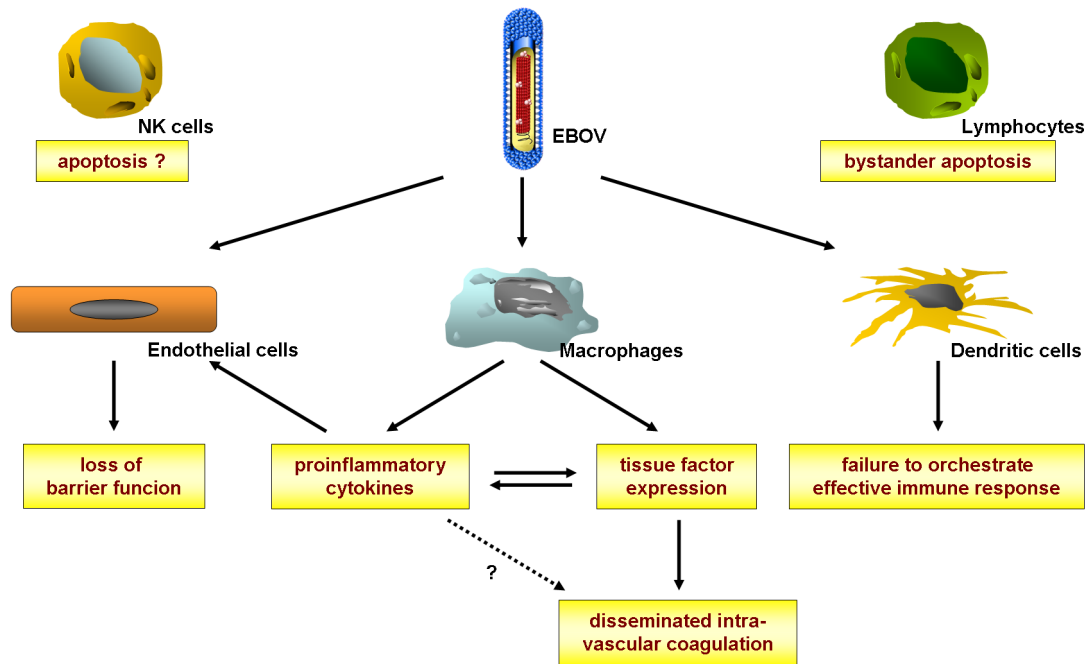 NK cells
apoptosis ?
EBOV
Lymphocytes
bystander apoptosis
Endothelial cells
Macrophages
Dendritic cells
loss of
barrier funcion
proinflammatory
cytokines
tissue factor
expression
failure to orchestrate
effective immune response
?
disseminated intra-
vascular coagulation